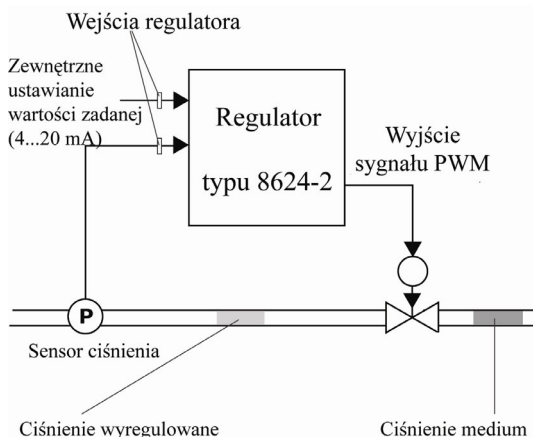 Wejścia regulatora
Zewnętrzne
ustawianie
wartości zadanej
(4...20 mA)
Regulator
typu 8624-2
Wyjście
sygnału PWM
P
Sensor ciśnienia
Ciśnienie wyregulowane
Ciśnienie medium